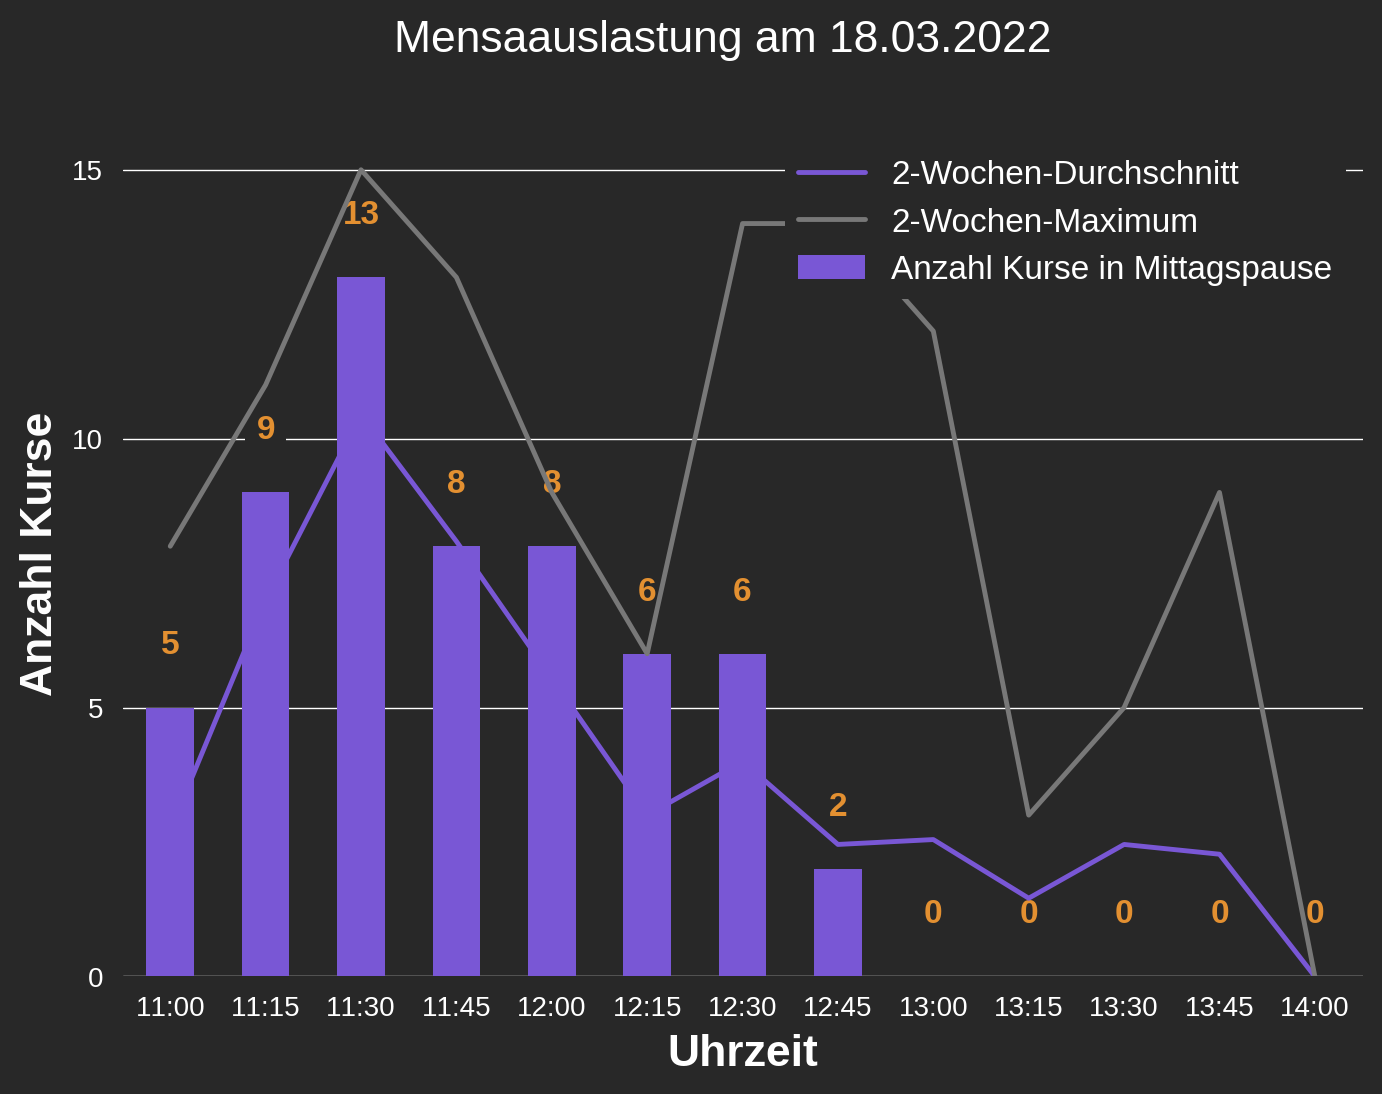 Mensaauslastung am 18.03.2022
2-Wochen-Durchschnitt
2-Wochen-Maximum
Anzahl Kurse in Mittagspause
Anzahl Kurse
15
10
5
0
5
9
13
8
8
6
6
2
0
0
0
0
0
11:00 11:15 11:30 11:45 12:00 12:15 12:30 12:45 13:00 13:15 13:30 13:45 14:00
Uhrzeit